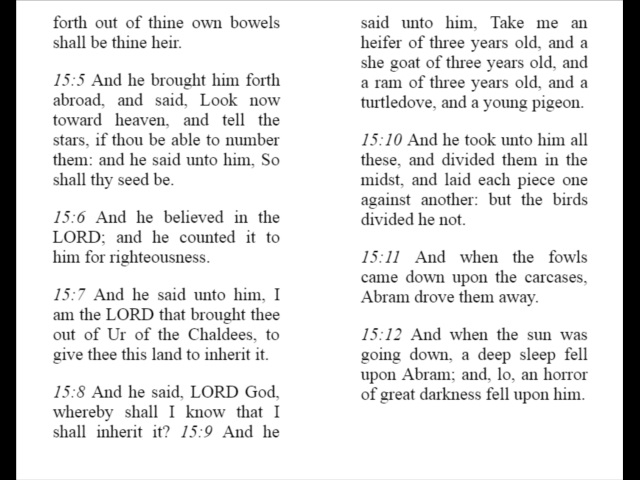 forth out of thine own bowels
shall be thine heir.
15:5 And he brought him forth
abroad, and said, Look now
toward heaven, and tell the
stars, if thou be able to number
them: and he said unto him, So
shall thy seed be.
15:6 And he believed in the
LORD; and he counted it to
him for righteousness.
15:7 And he said unto him, I
am the LORD that brought thee
out of Ur of the Chaldees, to
give thee this land to inherit it.
15:8 And he said, LORD God,
whereby shall I know that I
shall inherit it? 15:9 And he
said unto him, Take me an
heifer of three years old, and a
she goat of three years old, and
a ram of three years old, and a
turtledove, and a young pigeon.
15:10 And he took unto him all
these, and divided them in the
midst, and laid each piece one
against another: but the birds
divided he not.
15:11 And when the fowls
came down upon the carcases,
Abram drove them away.
15:12 And when the sun was
going down, a deep sleep fell
upon Abram; and, lo, an horror
of great darkness fell upon him.